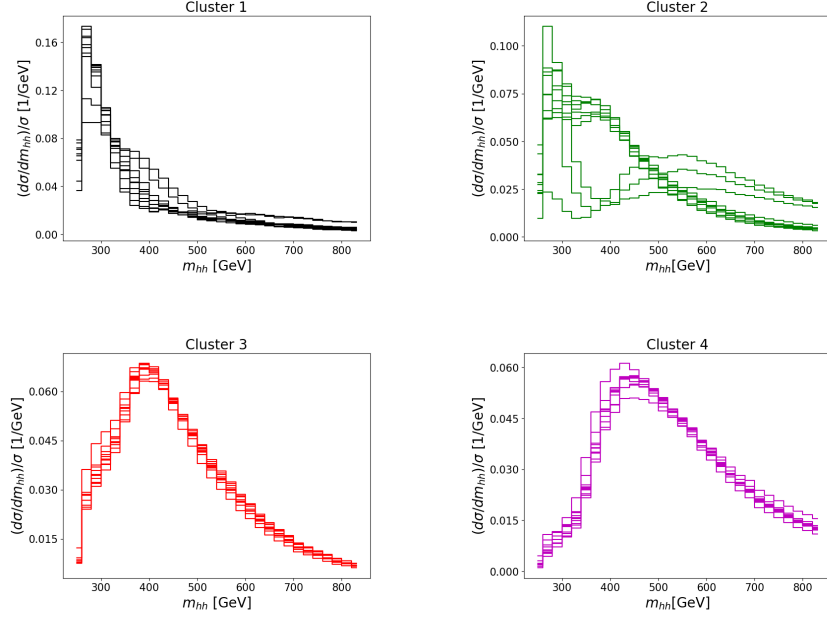 Cluster 1
(dσ/dm_hh)/σ [1/GeV]
0.16
0.12
0.08
0.04
0.00
300 400 500 600 700 800
m_hh [GeV]
Cluster 2
(dσ/dm_hh)/σ [1/GeV]
0.100
0.075
0.050
0.025
0.000
300 400 500 600 700 800
m_hh[GeV]
Cluster 3
(dσ/dm_hh)/σ [1/GeV]
0.060
0.045
0.030
0.015
300 400 500 600 700 800
m_hh [GeV]
Cluster 4
(dσ/dm_hh)/σ [1/GeV]
0.060
0.045
0.030
0.015
0.000
300 400 500 600 700 800
m_hh [GeV]